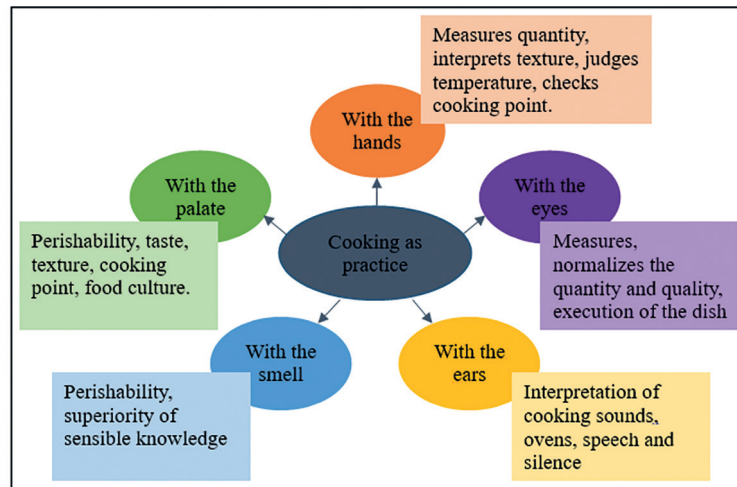 Measures quantity,
interprets texture, judges
temperature, checks
cooking point.
With the
hands
With the
palate
With the
eyes
Perishability, taste,
texture, cooking
point, food culture.
Cooking as
practice
Measures,
normalizes the
quantity and quality,
execution of the dish
With the
smell
With the
ears
Perishability,
superiority of
sensible knowledge
Interpretation of
cooking sounds,
ovens, speech and
silence